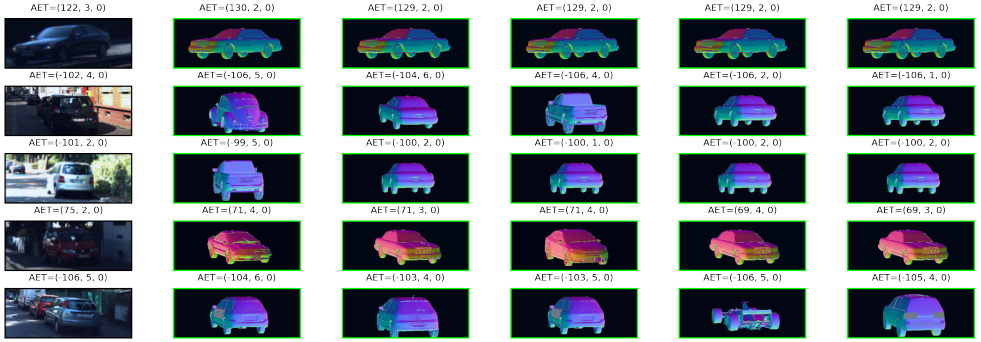 AET=(122, 3, 0) AET=(130, 2, 0) AET=(129, 2, 0) AET=(129, 2, 0) AET=(129, 2, 0) AET=(129, 2, 0)
AET=(-102, 4, 0) AET=(-106, 5, 0) AET=(-104, 6, 0) AET=(-106, 4, 0) AET=(-106, 2, 0) AET=(-106, 1, 0)
AET=(-101, 2, 0) AET=(-99, 5, 0) AET=(-100, 2, 0) AET=(-100, 1, 0) AET=(-100, 2, 0) AET=(-100, 2, 0)
AET=(75, 2, 0) AET=(71, 4, 0) AET=(71, 3, 0) AET=(71, 4, 0) AET=(69, 4, 0) AET=(69, 3, 0)
AET=(-106, 5, 0) AET=(-104, 6, 0) AET=(-103, 4, 0) AET=(-103, 5, 0) AET=(-106, 5, 0) AET=(-105, 4, 0)